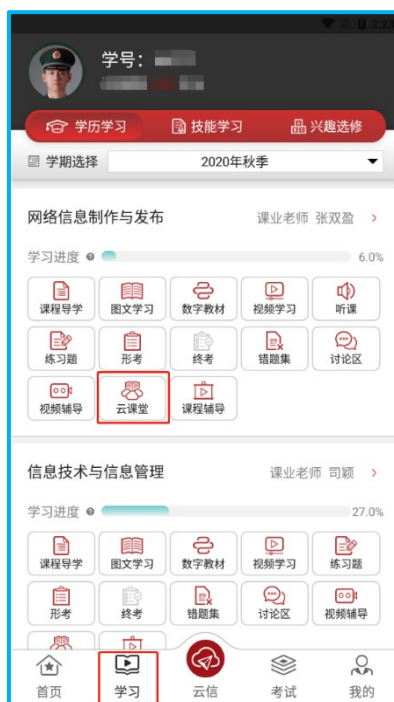 2:23
学号：
学历学习 技能学习 兴趣选修
学期选择 2020年秋季
网络信息制作与发布 课业老师 张双盈
学习进度 6.0%
课程导学 图文学习 数字教材 视频学习 听课
练习题 形考 终考 错题集 讨论区
视频辅导 云课堂 课程辅导
信息技术与信息管理 课业老师 司颖
学习进度 27.0%
课程导学 图文学习 数字教材 视频学习 练习题
形考 终考 错题集 讨论区 视频辅导
首页 学习 云信 考试 我的